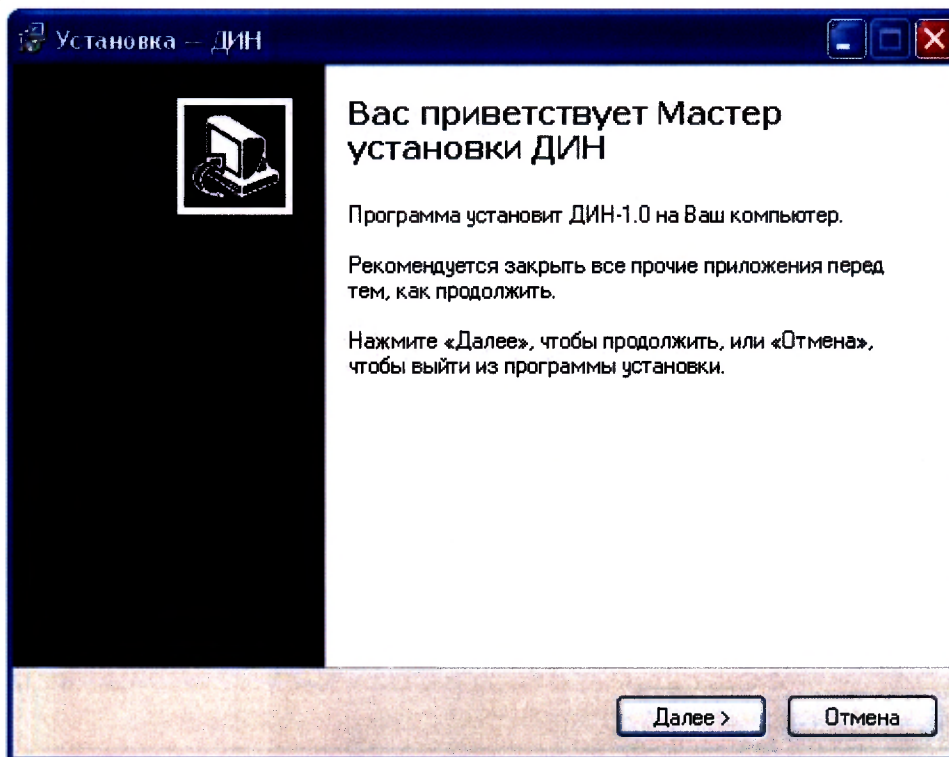 Установка — ДИН
Вас приветствует Мастер
установки ДИН
Программа установит ДИН-1.0 на Ваш компьютер.
Рекомендуется закрыть все прочие приложения перед
тем, как продолжить.
Нажмите «Далее», чтобы продолжить, или «Отмена»,
чтобы выйти из программы установки.
Далее >
Отмена